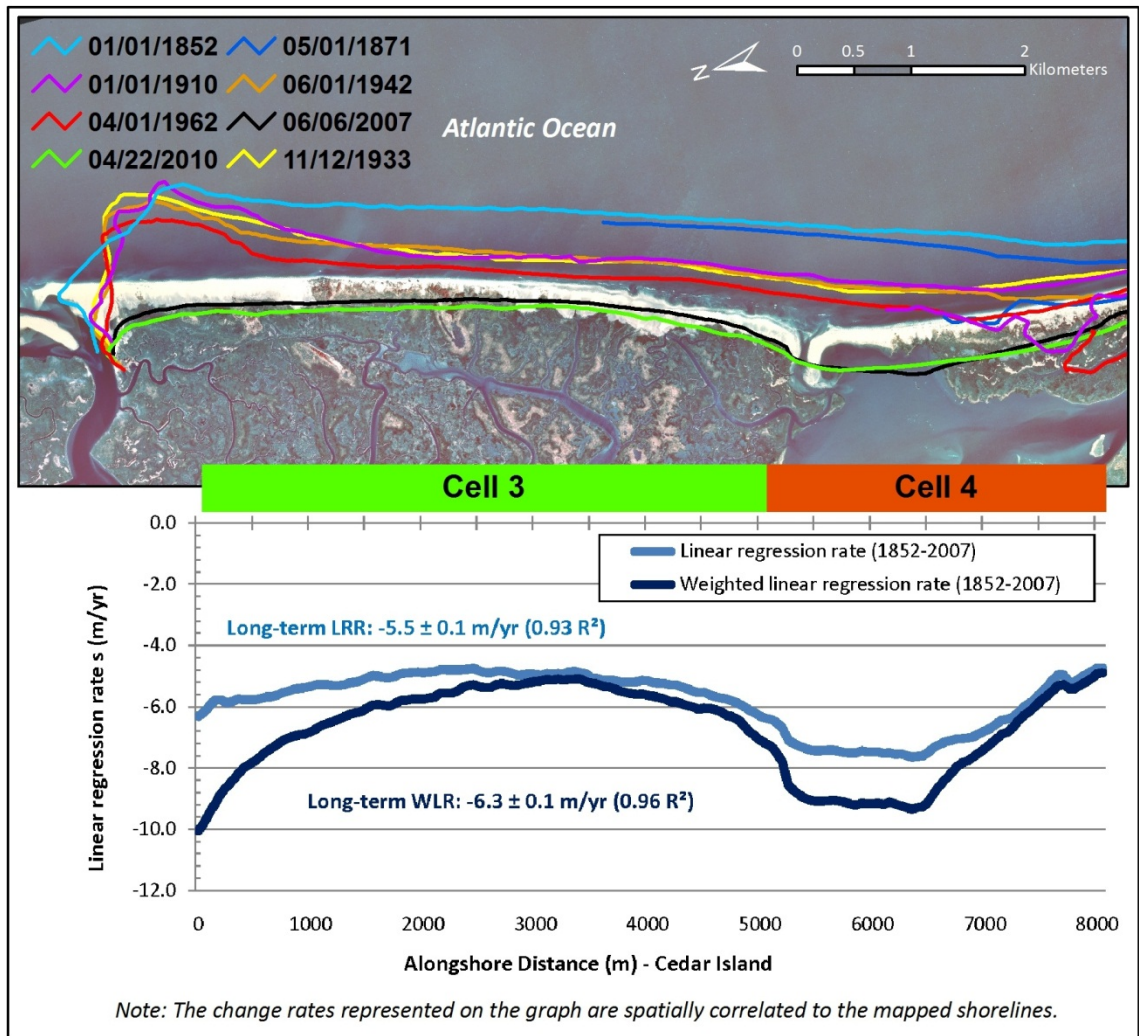 01/01/1852 05/01/1871
01/01/1910 06/01/1942
04/01/1962 06/06/2007
04/22/2010 11/12/1933
N
0 0.5 1 2
Kilometers
Atlantic Ocean
Cell 3 Cell 4
0.0
-2.0
-4.0
-6.0
-8.0
-10.0
-12.0
Linear regression rate s (m/yr)
Linear regression rate (1852-2007)
Weighted linear regression rate (1852-2007)
Long-term LRR: -5.5 ± 0.1 m/yr (0.93 R²)
Long-term WLR: -6.3 ± 0.1 m/yr (0.96 R²)
0 1000 2000 3000 4000 5000 6000 7000 8000
Alongshore Distance (m) - Cedar Island
Note: The change rates represented on the graph are spatially correlated to the mapped shorelines.